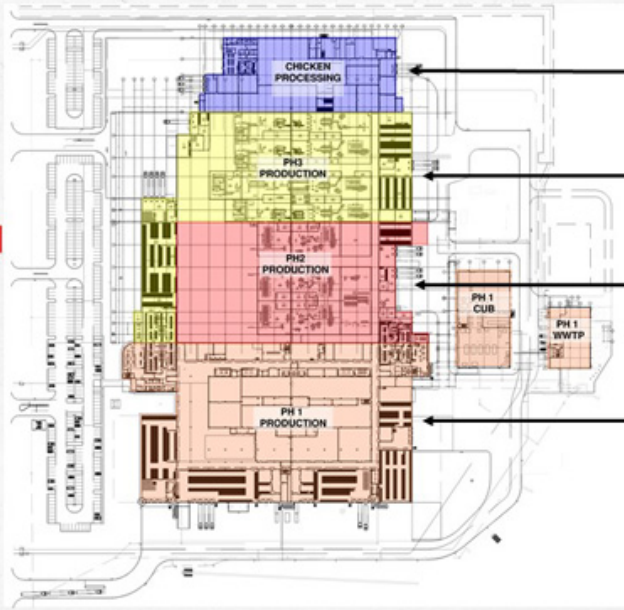 CHICKEN
PROCESSING
PH3
PRODUCTION
PH2
PRODUCTION
PH 1
CUB
PH 1
WWTP
PH 1
PRODUCTION